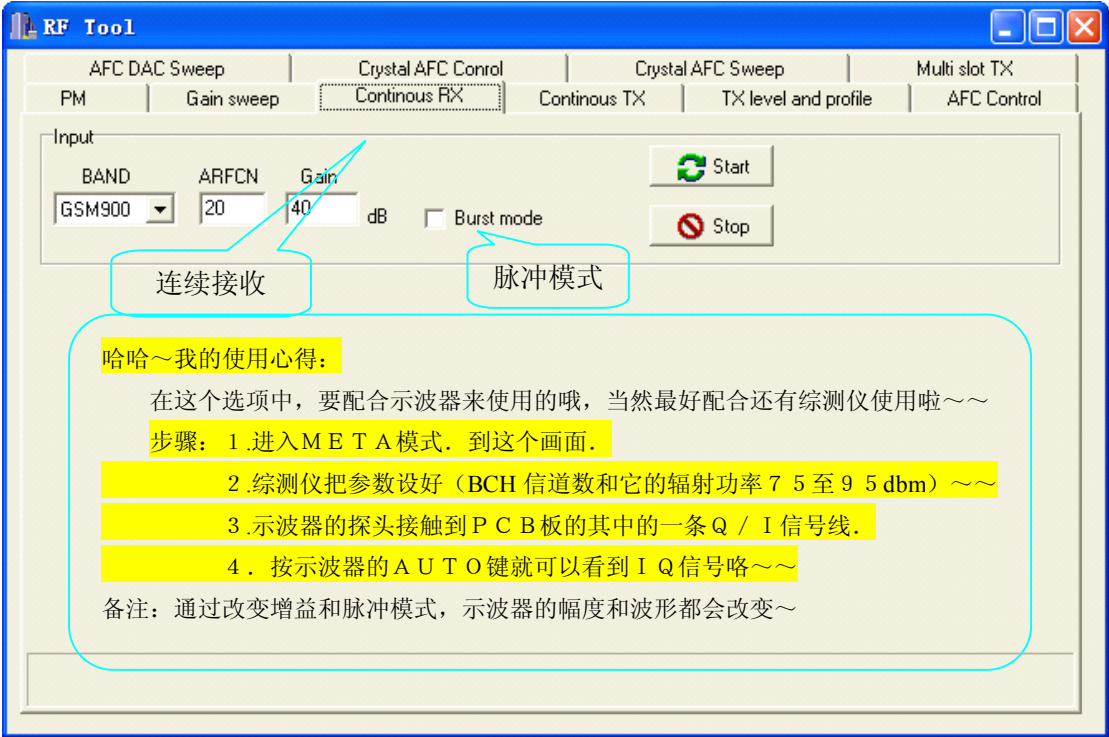 RF Tool
AFC DAC Sweep Crystal AFC Conrol Crystal AFC Sweep Multi slot TX
PM Gain sweep Continous RX Continous TX TX level and profile AFC Control
Input
BAND ARFCN Gain
GSM900 20 40 dB Burst mode
Start
Stop
连续接收
脉冲模式
哈哈～我的使用心得：
在这个选项中，要配合示波器来使用的哦，当然最好配合还有综测仪使用啦～～
步骤：１.进入ＭＥＴＡ模式．到这个画面．
２.综测仪把参数设好（BCH 信道数和它的辐射功率７５至９５dbm）～～
３.示波器的探头接触到ＰＣＢ板的其中的一条Ｑ／Ｉ信号线．
４．按示波器的ＡＵＴＯ键就可以看到ＩＱ信号咯～～
备注：通过改变增益和脉冲模式，示波器的幅度和波形都会改变～